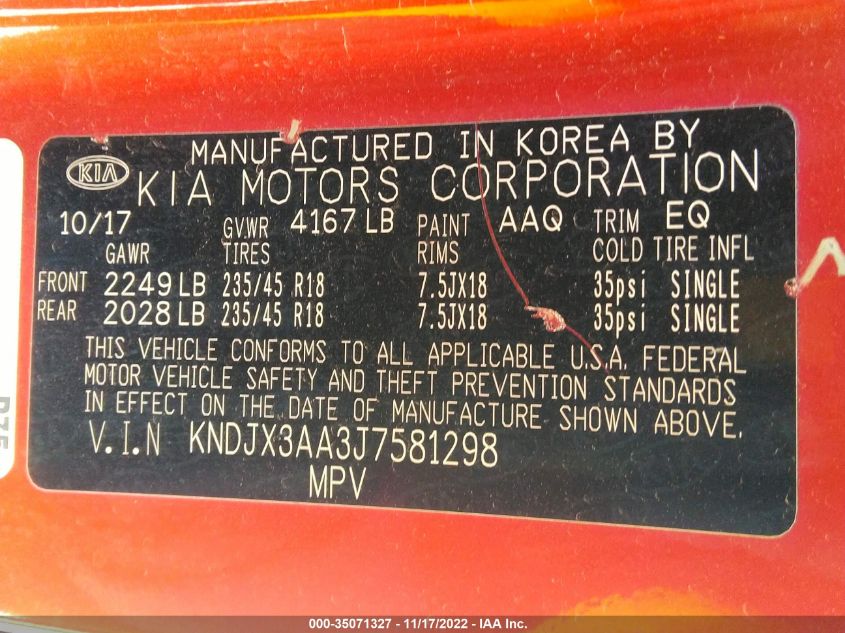 MANUFACTURED IN KOREA BY
KIA KIA MOTORS CORPORATION
10/17 GVWR 4167 LB PAINT AAQ TRIM EQ
GAWR TIRES RIMS COLD TIRE INFL
FRONT 2249 LB 235/45 R18 7.5JX18 35psi SINGLE
REAR 2028 LB 235/45 R18 7.5JX18 35psi SINGLE
THIS VEHICLE CONFORMS TO ALL APPLICABLE U.S.A. FEDERAL
MOTOR VEHICLE SAFETY AND THEFT PREVENTION STANDARDS
IN EFFECT ON THE DATE OF MANUFACTURE SHOWN ABOVE.
V.I.N KNDJX3AA3J7581298
MPV
000-35071327 - 11/17/2022 - IAA Inc.